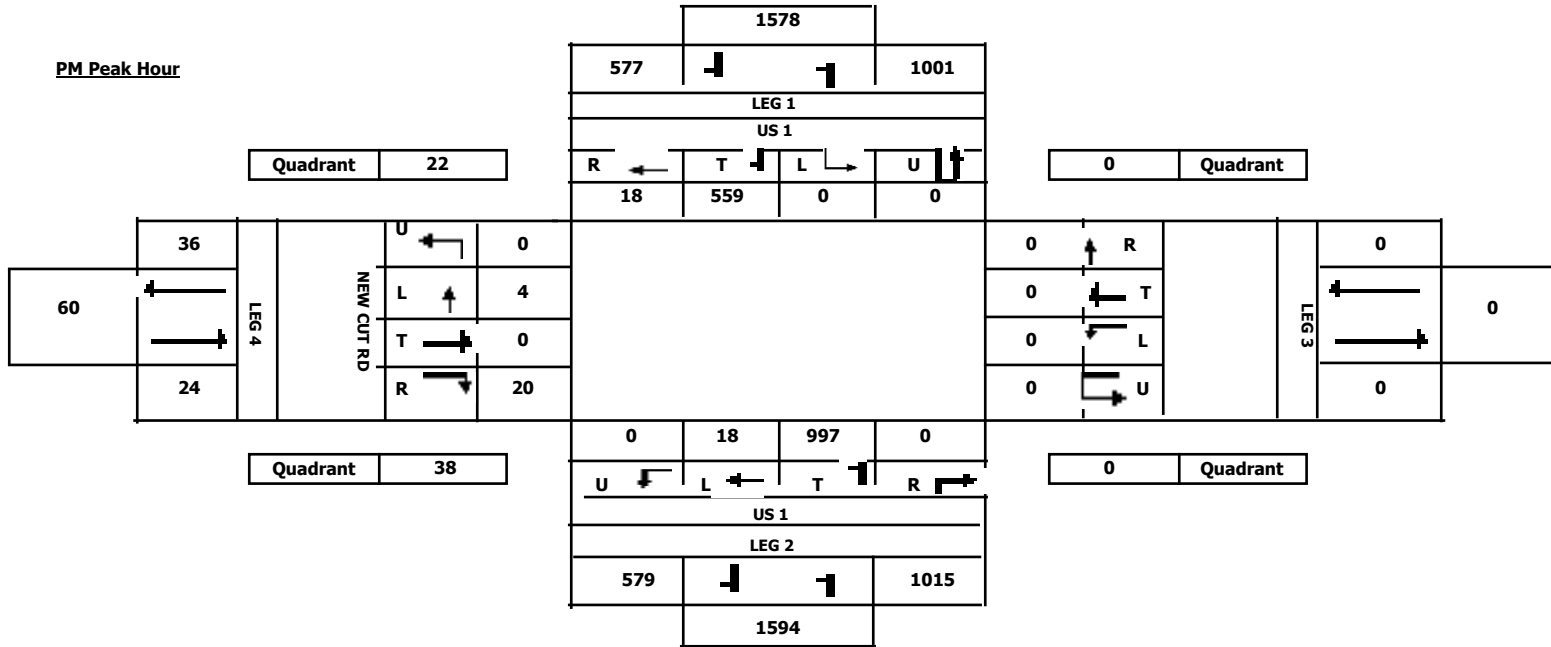 1578
PM Peak Hour
577 1001
LEG 1
US 1
Quadrant 22
R T L U
0 Quadrant
18 559 0 0
36
U 0
0 R
0
60
LEG 4
NEW CUT RD
L 4
0 T
LEG 3
0
T 0
0 L
24
R 20
0 U
0
0 18 997 0
Quadrant 38
U L T R
0 Quadrant
US 1
LEG 2
579 1015
1594